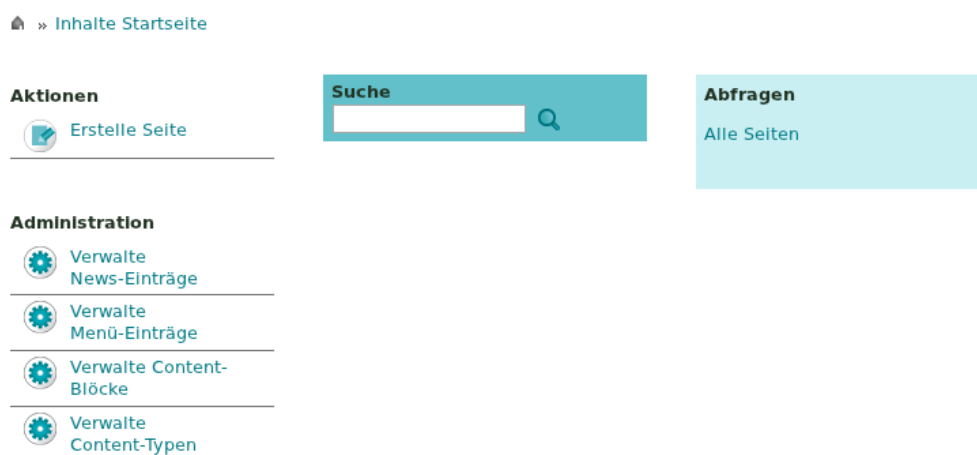 » Inhalte Startseite
Aktionen
Erstelle Seite
Administration
Verwalte
News-Einträge
Verwalte
Menü-Einträge
Verwalte Content-
Blöcke
Verwalte
Content-Typen
Suche
Abfragen
Alle Seiten